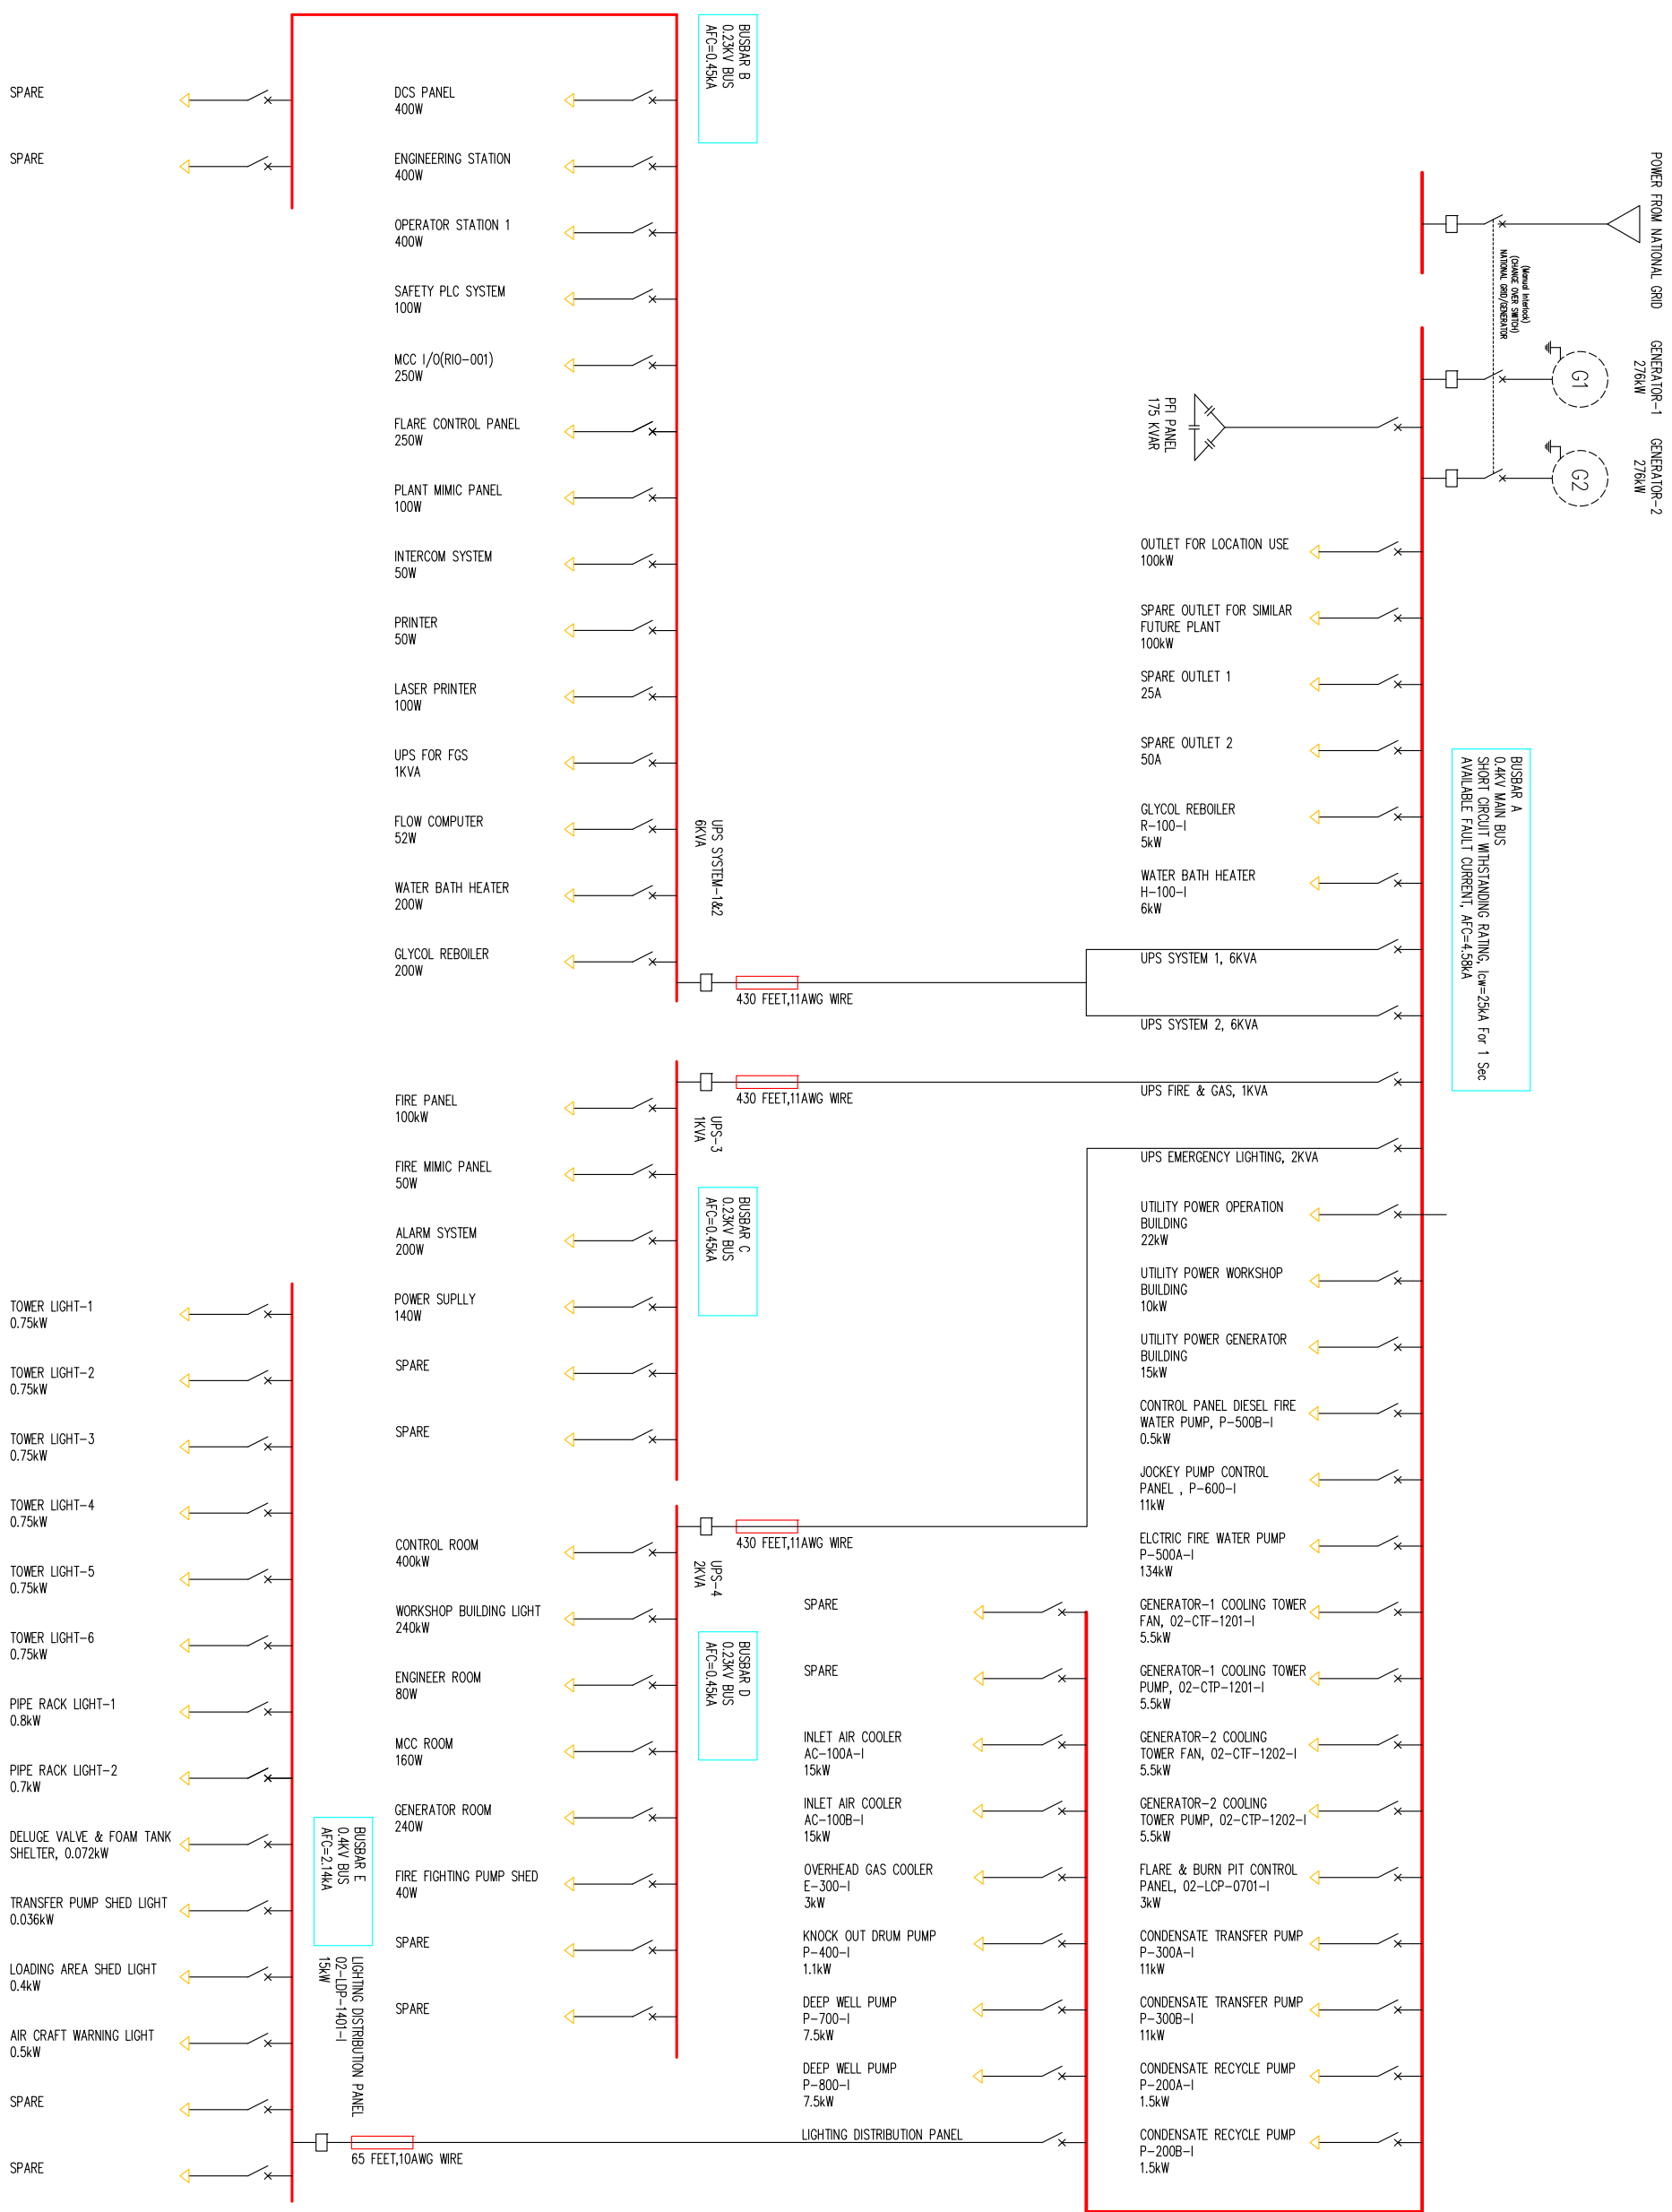 POWER FROM NATIONAL GRID
GENERATOR-1
276kW
GENERATOR-2
276kW
G1
G2
(Manual Interlock)
(CHANGE OVER SWITCH)
NATIONAL GRID/GENERATOR
PFI PANEL
175 KVAR
BUSBAR A
0.4KV MAIN BUS
SHORT CIRCUIT WITHSTANDING RATING, Icw=25kA For 1 Sec
AVAILABLE FAULT CURRENT, AFC=4.58kA
OUTLET FOR LOCATION USE
100kW
SPARE OUTLET FOR SIMILAR
FUTURE PLANT
100kW
SPARE OUTLET 1
25A
SPARE OUTLET 2
50A
GLYCOL REBOILER
R-100-I
5kW
WATER BATH HEATER
H-100-I
6kW
UPS SYSTEM 1, 6KVA
UPS SYSTEM 2, 6KVA
UPS FIRE & GAS, 1KVA
UPS EMERGENCY LIGHTING, 2KVA
UTILITY POWER OPERATION
BUILDING
22kW
UTILITY POWER WORKSHOP
BUILDING
10kW
UTILITY POWER GENERATOR
BUILDING
15kW
CONTROL PANEL DIESEL FIRE
WATER PUMP, P-500B-I
0.5kW
JOCKEY PUMP CONTROL
PANEL , P-600-I
11kW
ELCTRIC FIRE WATER PUMP
P-500A-I
134kW
GENERATOR-1 COOLING TOWER
FAN, 02-CTF-1201-I
5.5kW
GENERATOR-1 COOLING TOWER
PUMP, 02-CTP-1201-I
5.5kW
GENERATOR-2 COOLING
TOWER FAN, 02-CTF-1202-I
5.5kW
GENERATOR-2 COOLING
TOWER PUMP, 02-CTP-1202-I
5.5kW
FLARE & BURN PIT CONTROL
PANEL, 02-LCP-0701-I
3kW
CONDENSATE TRANSFER PUMP
P-300A-I
11kW
CONDENSATE TRANSFER PUMP
P-300B-I
11kW
CONDENSATE RECYCLE PUMP
P-200A-I
1.5kW
CONDENSATE RECYCLE PUMP
P-200B-I
1.5kW
SPARE
SPARE
INLET AIR COOLER
AC-100A-I
15kW
INLET AIR COOLER
AC-100B-I
15kW
OVERHEAD GAS COOLER
E-300-I
3kW
KNOCK OUT DRUM PUMP
P-400-I
1.1kW
DEEP WELL PUMP
P-700-I
7.5kW
DEEP WELL PUMP
P-800-I
7.5kW
LIGHTING DISTRIBUTION PANEL
BUSBAR B
0.23KV BUS
AFC=0.45kA
DCS PANEL
400W
ENGINEERING STATION
400W
OPERATOR STATION 1
400W
SAFETY PLC SYSTEM
100W
MCC I/O(RIO-001)
250W
FLARE CONTROL PANEL
250W
PLANT MIMIC PANEL
100W
INTERCOM SYSTEM
50W
PRINTER
50W
LASER PRINTER
100W
UPS FOR FGS
1KVA
FLOW COMPUTER
52W
WATER BATH HEATER
200W
GLYCOL REBOILER
200W
UPS SYSTEM-1&2
6KVA
430 FEET,11AWG WIRE
SPARE
SPARE
430 FEET,11AWG WIRE
UPS-3
1KVA
BUSBAR C
0.23KV BUS
AFC=0.45kA
FIRE PANEL
100kW
FIRE MIMIC PANEL
50W
ALARM SYSTEM
200W
POWER SUPLLY
140W
SPARE
SPARE
430 FEET,11AWG WIRE
UPS-4
2KVA
BUSBAR D
0.23KV BUS
AFC=0.45kA
CONTROL ROOM
400kW
WORKSHOP BUILDING LIGHT
240kW
ENGINEER ROOM
80W
MCC ROOM
160W
GENERATOR ROOM
240W
FIRE FIGHTING PUMP SHED
40W
SPARE
SPARE
BUSBAR E
0.4KV BUS
AFC=2.14kA
LIGHTING DISTRIBUTION PANEL
02-LDP-1401-I
15kW
65 FEET,10AWG WIRE
TOWER LIGHT-1
0.75kW
TOWER LIGHT-2
0.75kW
TOWER LIGHT-3
0.75kW
TOWER LIGHT-4
0.75kW
TOWER LIGHT-5
0.75kW
TOWER LIGHT-6
0.75kW
PIPE RACK LIGHT-1
0.8kW
PIPE RACK LIGHT-2
0.7kW
DELUGE VALVE & FOAM TANK
SHELTER, 0.072kW
TRANSFER PUMP SHED LIGHT
0.036kW
LOADING AREA SHED LIGHT
0.4kW
AIR CRAFT WARNING LIGHT
0.5kW
SPARE
SPARE